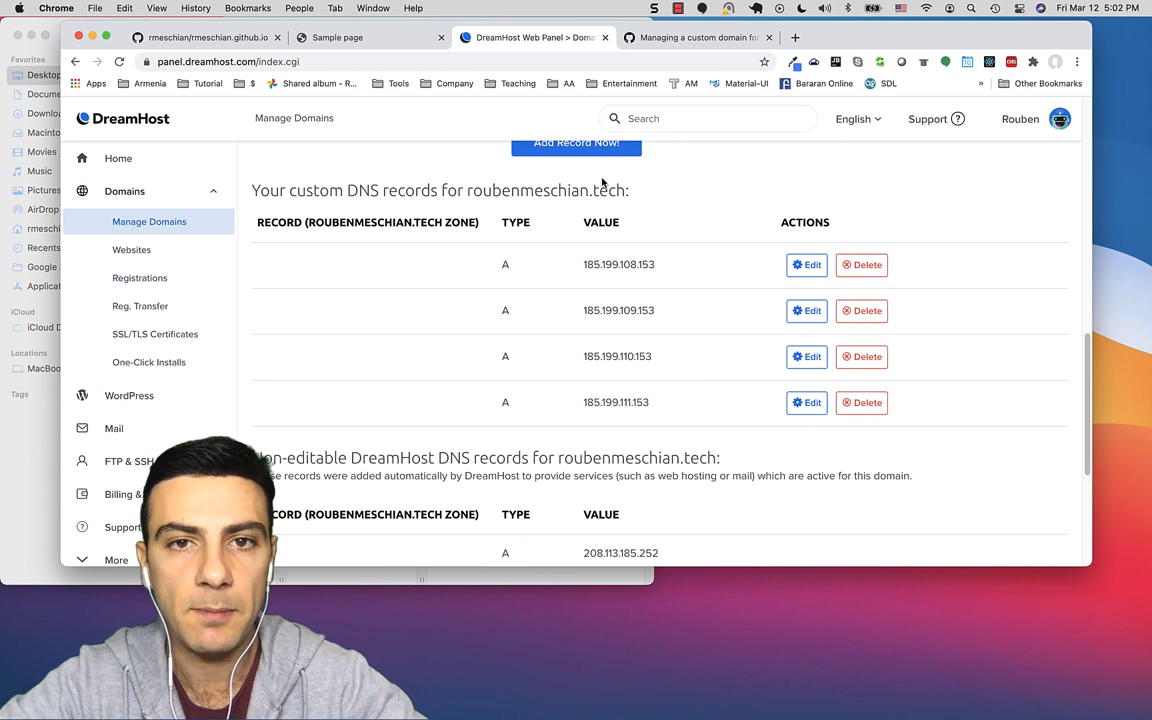 Chrome File Edit View History Bookmarks People Tab Window Help Fri Mar 12 5:02 PM
rmeschian/rmeschian.github.io
Sample page
DreamHost Web Panel > Doma
Managing a custom domain for
panel.dreamhost.com/index.cgi
Apps Armenia Tutorial $ Shared album - R... Tools Company Teaching AA Entertainment AM Material-UI Bararan Online SDL » Other Bookmarks
DreamHost Manage Domains Search English Support Rouben
Favorites
Desktop
Docume
Downloa
Macinto
Movies
Music
Pictures
AirDrop
rmeschi
Recents
Google
Applicat
iCloud
iCloud D
Locations
MacBoo
Tags
Home
Domains
Manage Domains
Websites
Registrations
Reg. Transfer
SSL/TLS Certificates
One-Click Installs
WordPress
Mail
FTP & SSH
Billing &
Support
More
Add Record Now!
Your custom DNS records for roubenmeschian.tech:
RECORD (ROUBENMESCHIAN.TECH ZONE) TYPE VALUE ACTIONS
A 185.199.108.153 Edit Delete
A 185.199.109.153 Edit Delete
A 185.199.110.153 Edit Delete
A 185.199.111.153 Edit Delete
on-editable DreamHost DNS records for roubenmeschian.tech:
se records were added automatically by DreamHost to provide services (such as web hosting or mail) which are active for this domain.
CORD (ROUBENMESCHIAN.TECH ZONE) TYPE VALUE
A 208.113.185.252